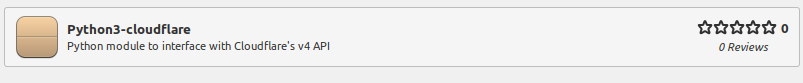 Python3-cloudflare
Python module to interface with Cloudflare's v4 API
0
0 Reviews